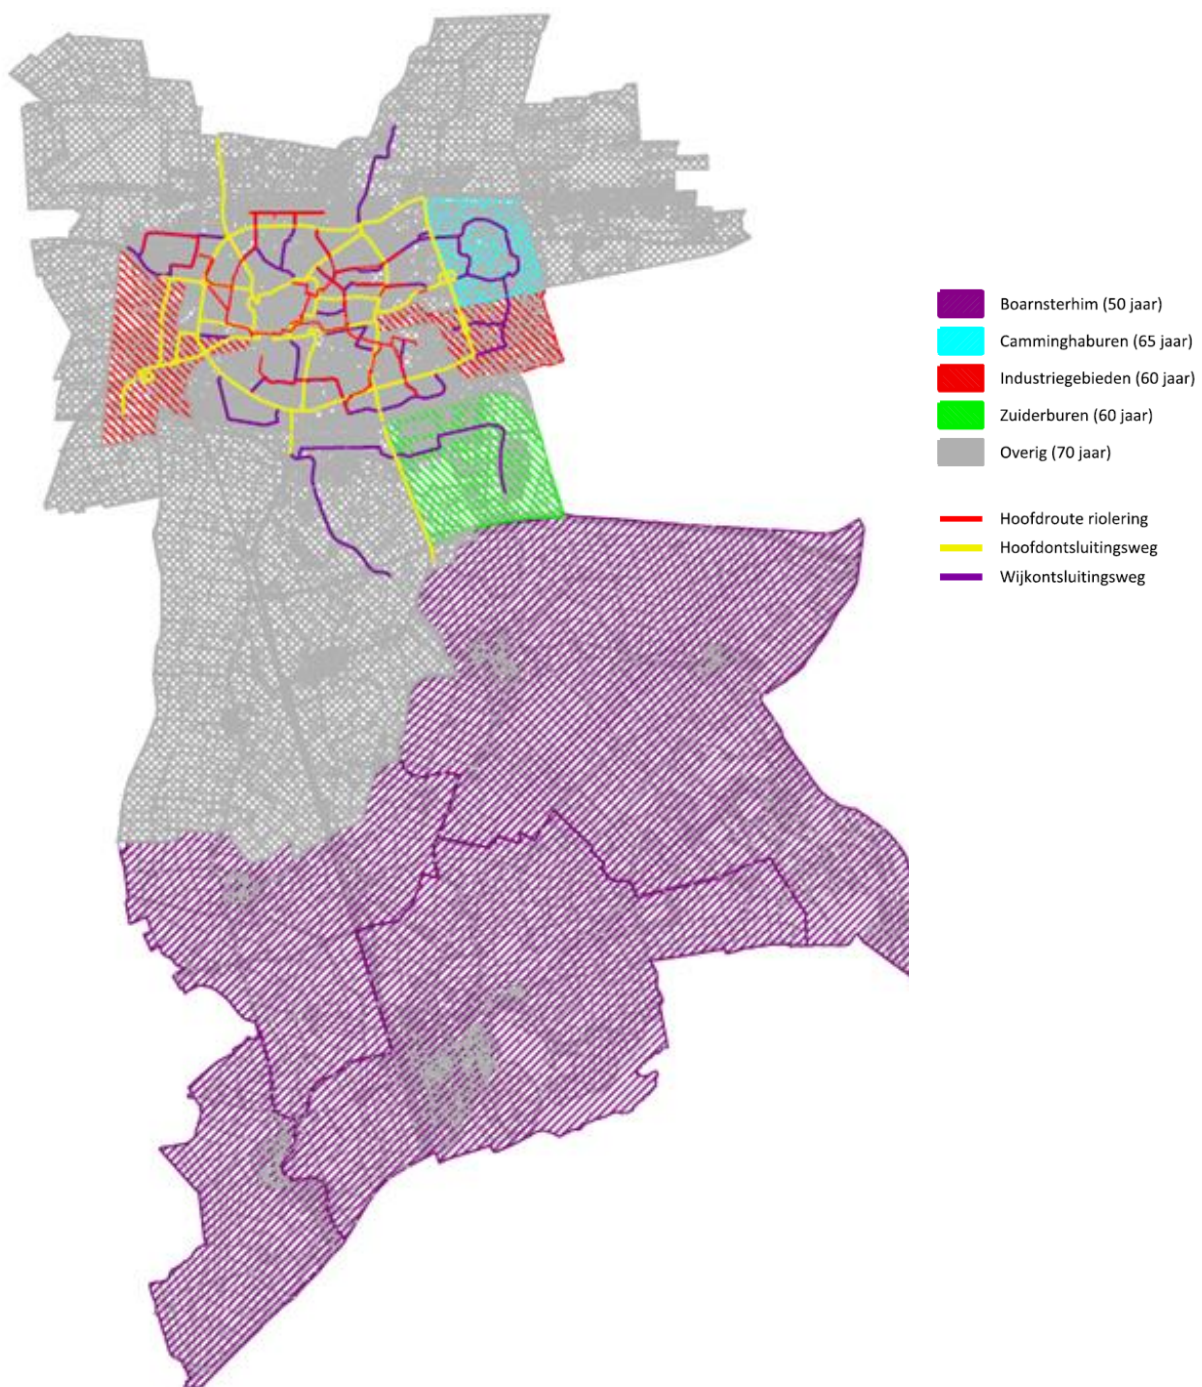 Boarnsterhim (50 jaar)
Camminghaburen (65 jaar)
Industriegebieden (60 jaar)
Zuiderburen (60 jaar)
Overig (70 jaar)
Hoofdroute riolering
Hoofdontsluitingsweg
Wijkontsluitingsweg